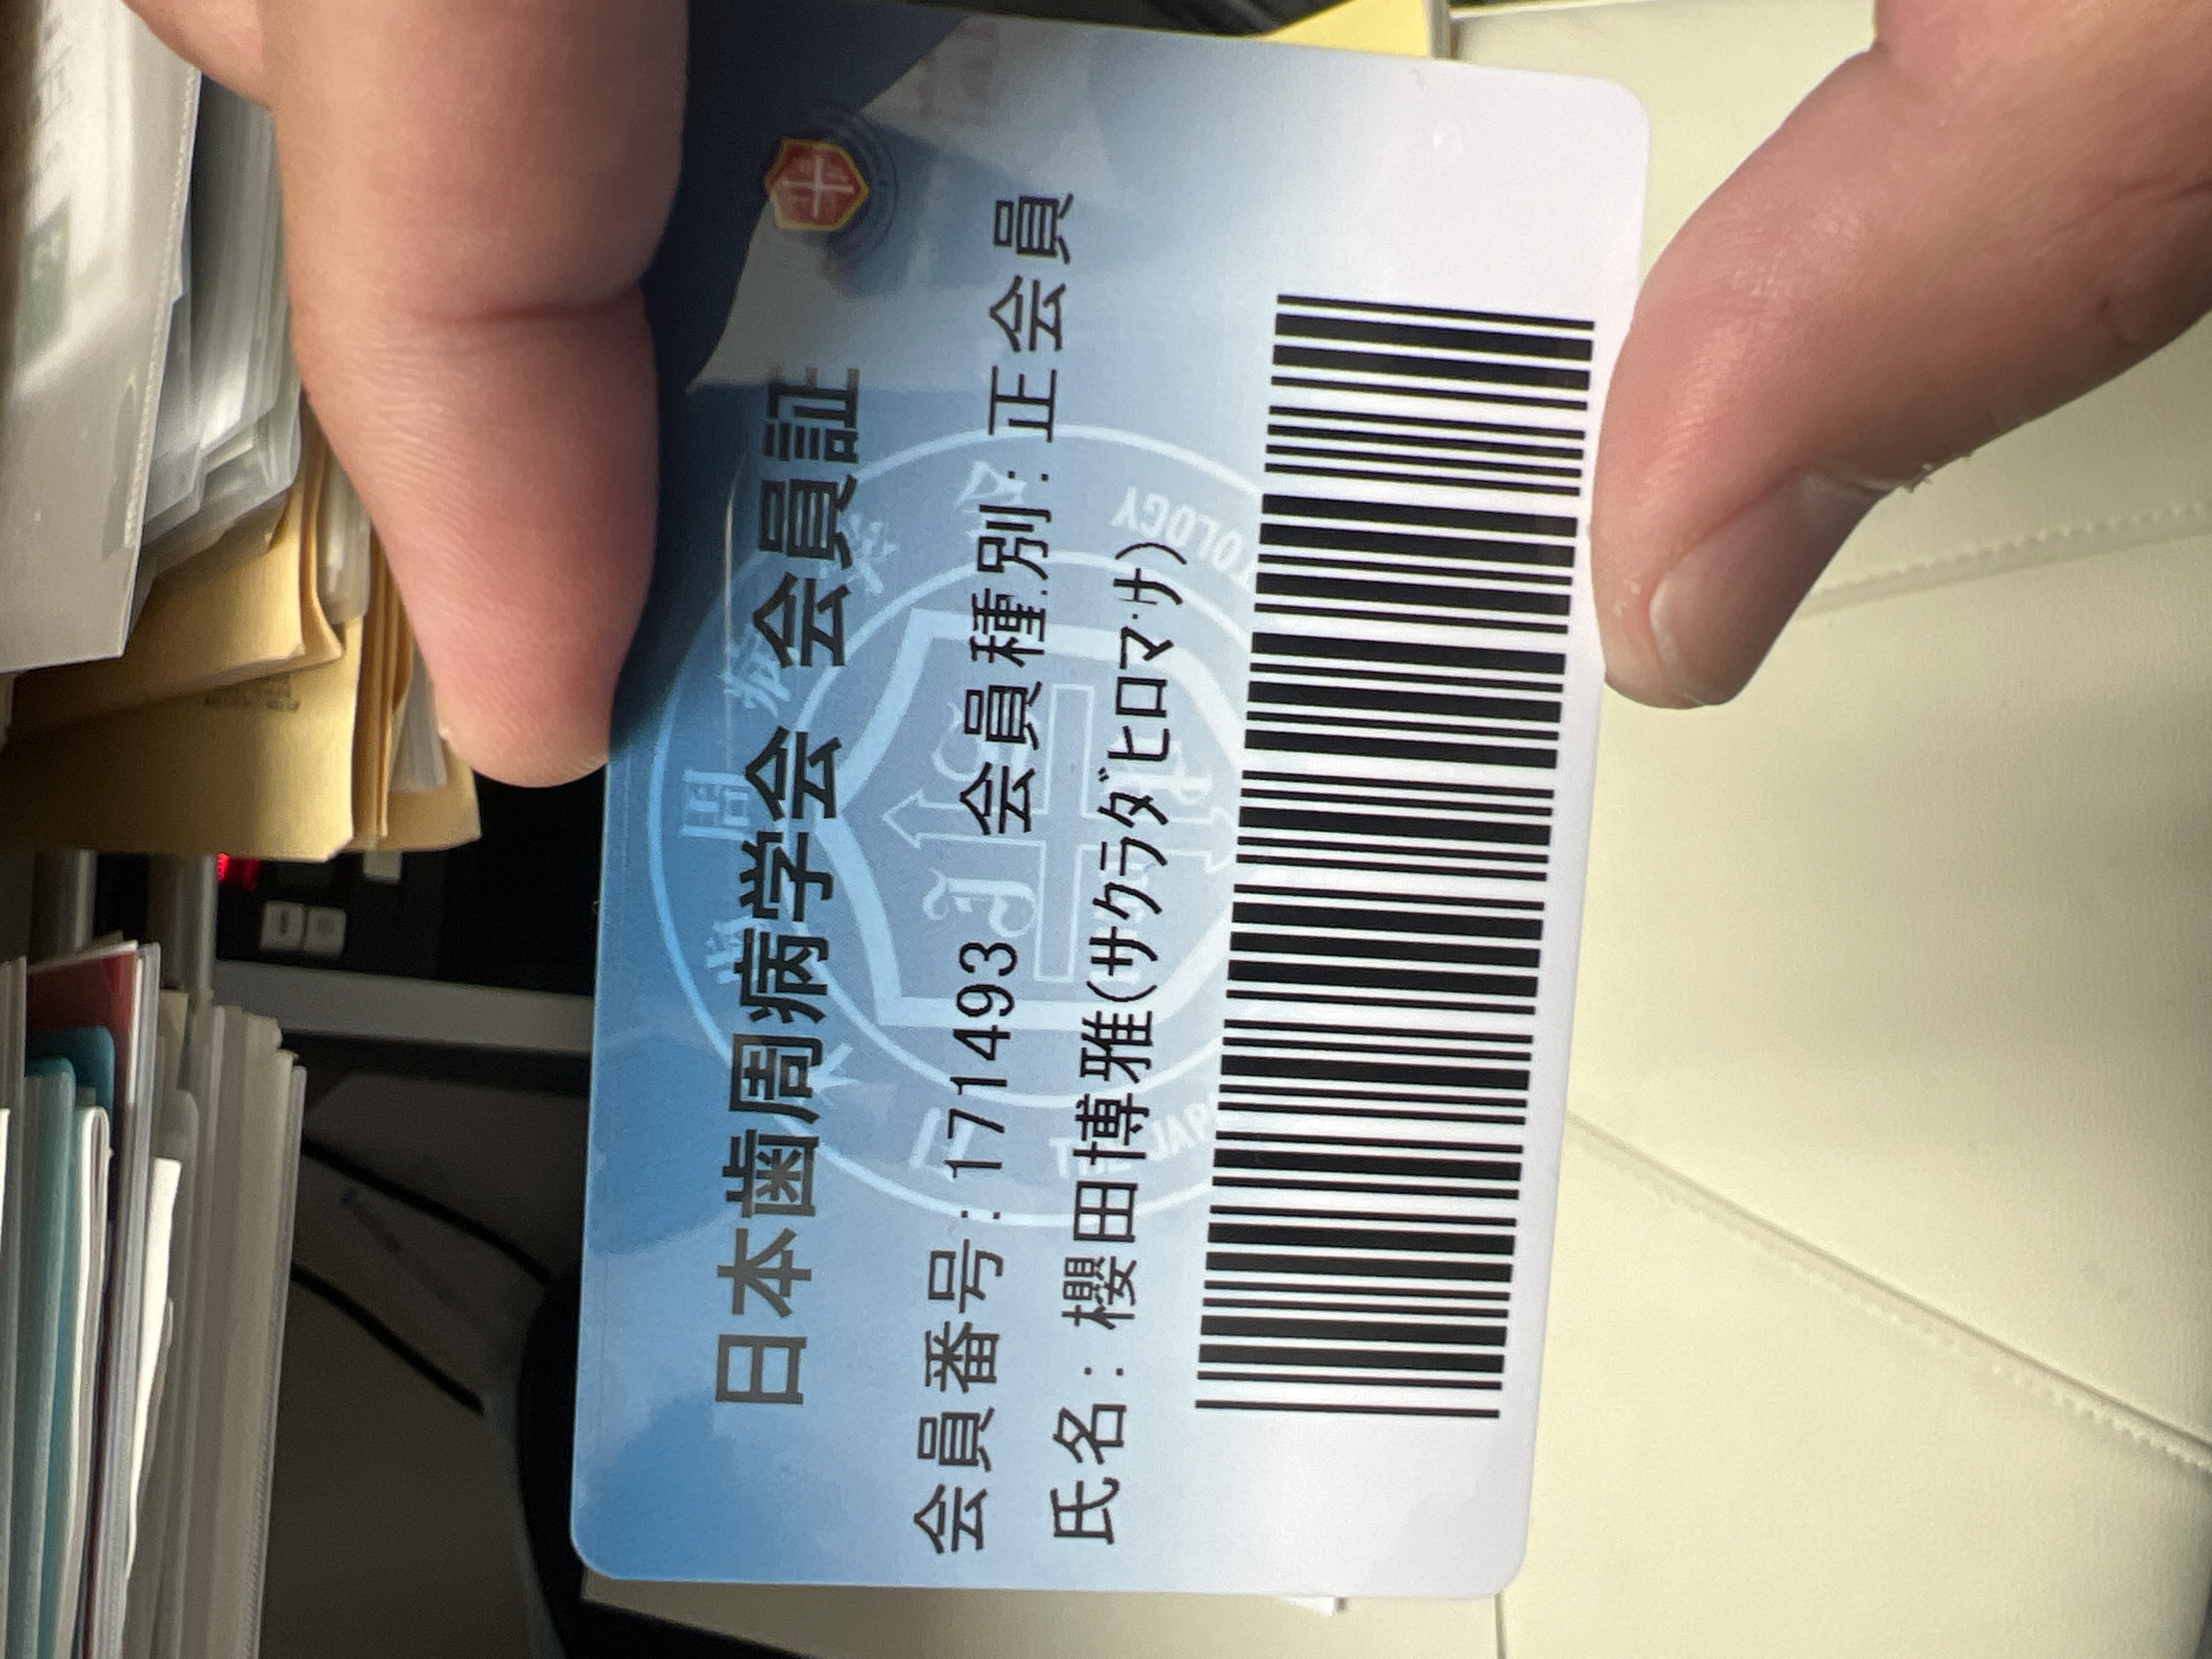 日本歯周病学会 会員証
会員番号：171493 会員種別：正会員
氏名：櫻田博雅(サクラダヒロマサ)